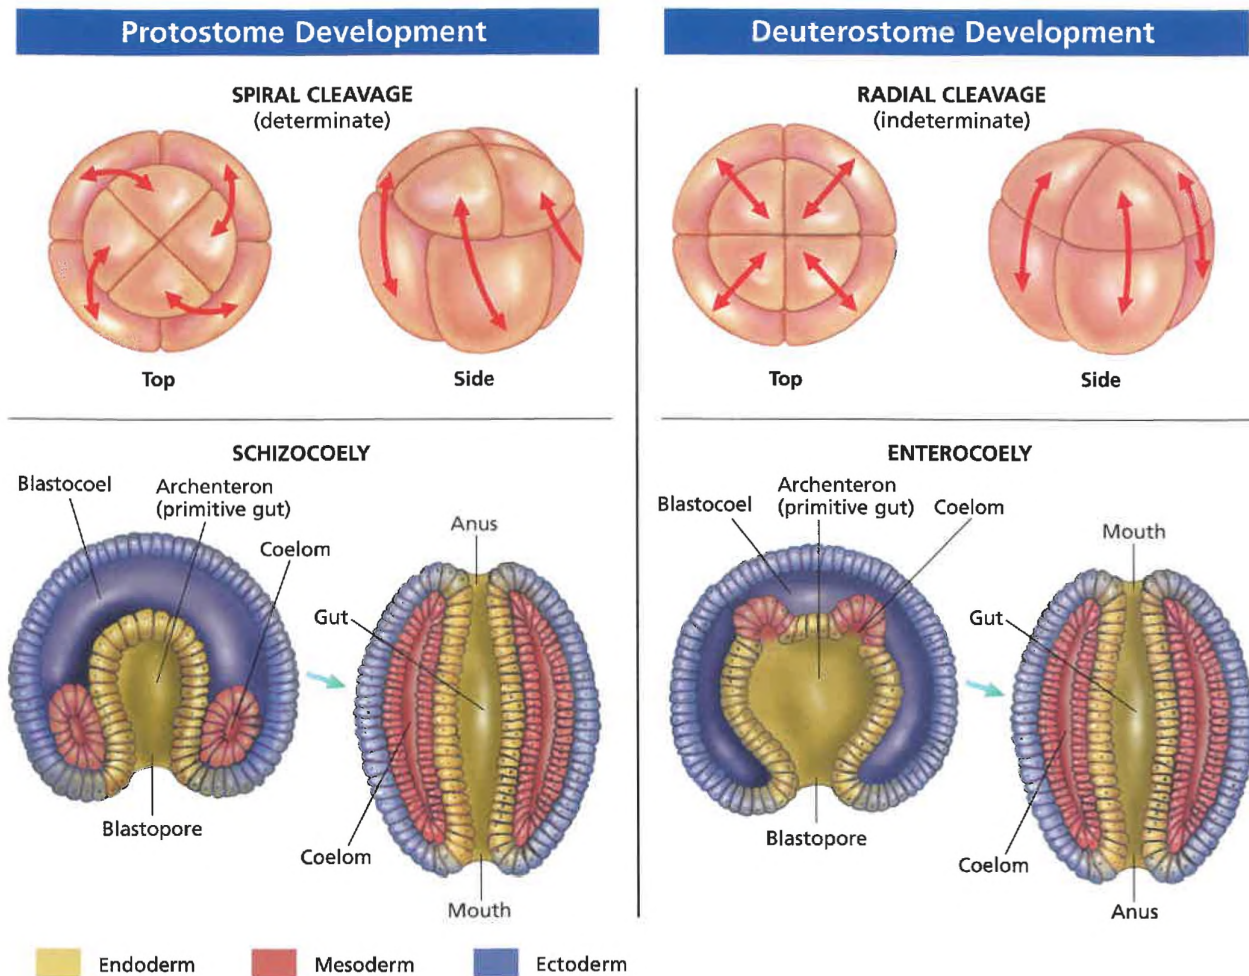 Protostome Development
Deuterostome Development
SPIRAL CLEAVAGE
(determinate)
Top
Side
RADIAL CLEAVAGE
(indeterminate)
Top
Side
SCHIZOCOELY
Blastocoel
Archenteron
(primitive gut)
Coelom
Anus
Gut
Blastopore
Coelom
Mouth
ENTEROCOELY
Blastocoel
Archenteron
(primitive gut)
Coelom
Mouth
Gut
Blastopore
Coelom
Anus
Endoderm
Mesoderm
Ectoderm